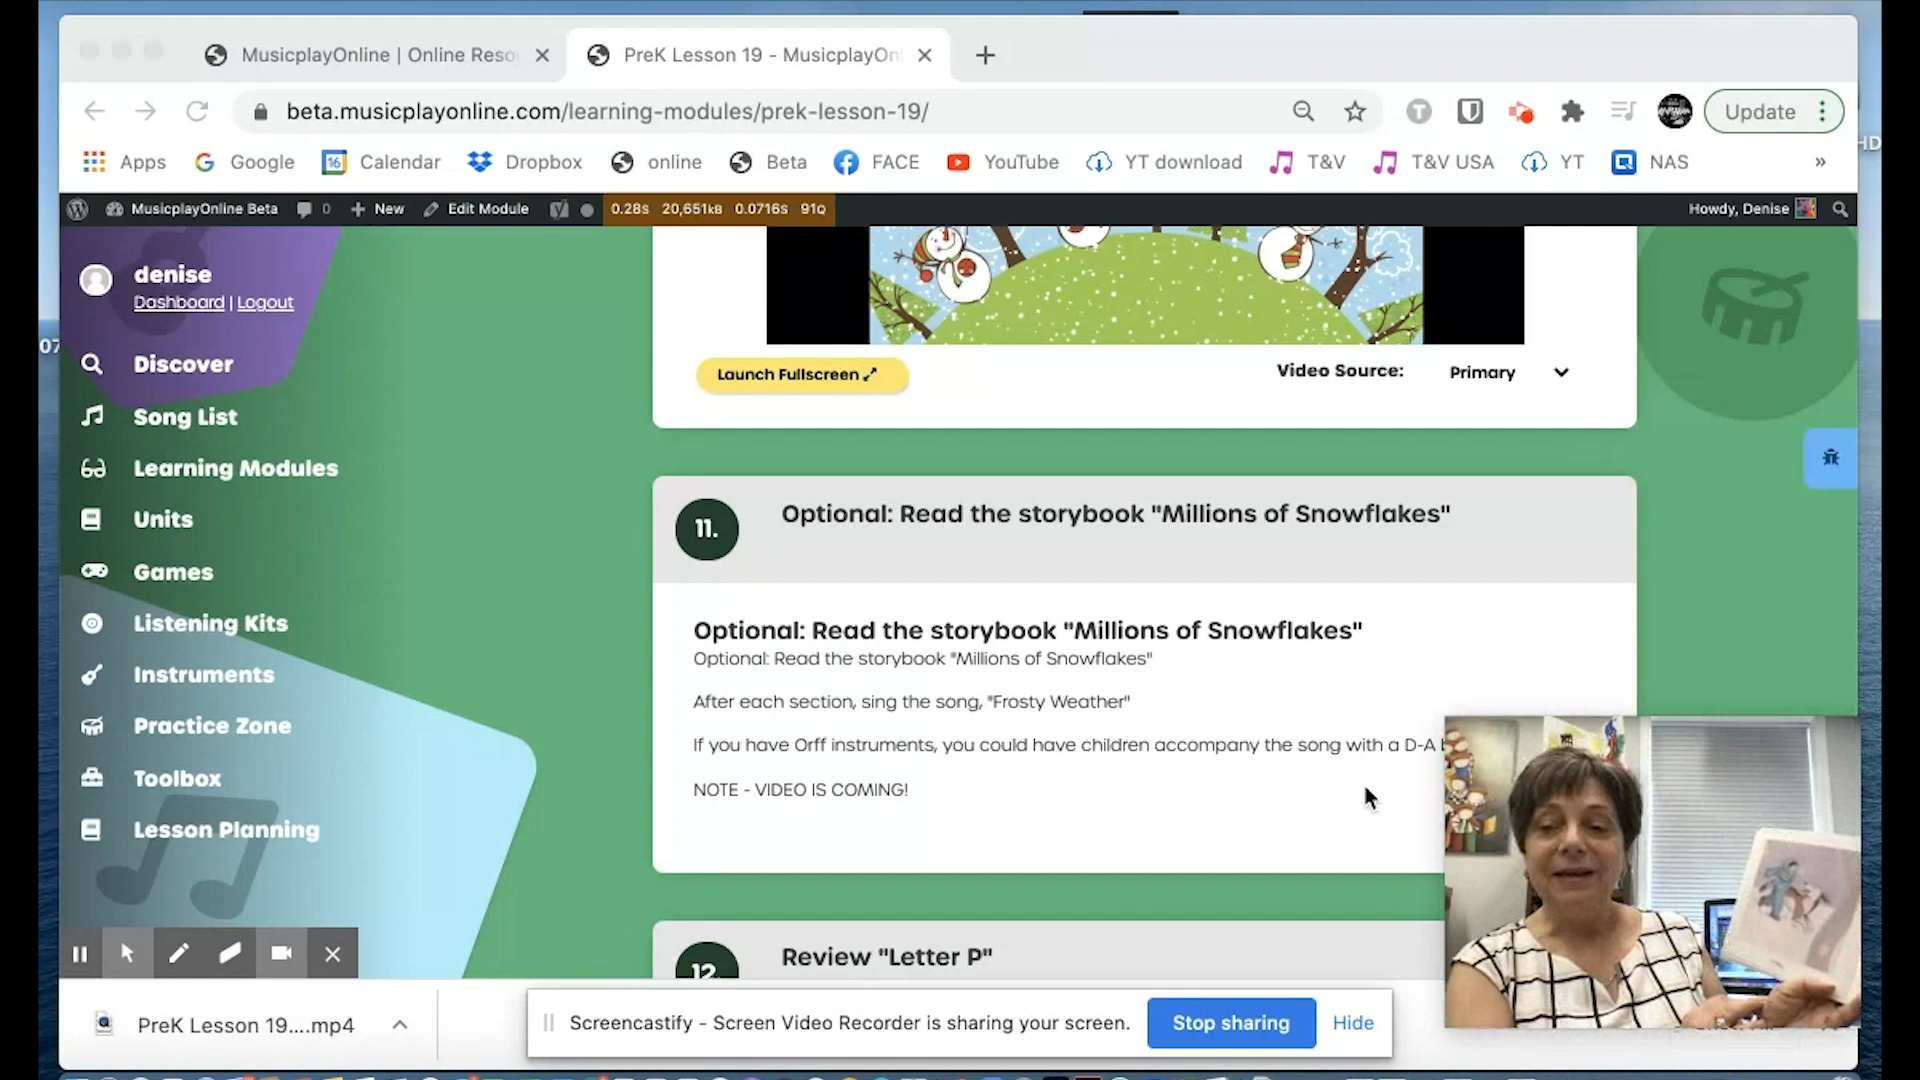 MusicplayOnline | Online Reso
PreK Lesson 19 - MusicplayOn
beta.musicplayonline.com/learning-modules/prek-lesson-19/
Update
Apps
Google
16
Calendar
Dropbox
online
Beta
FACE
YouTube
YT download
T&V
T&V USA
YT
NAS
»
HD
MusicplayOnline Beta
0
+ New
Edit Module
0.28s 20,651kB 0.0716s 91Q
Howdy, Denise
denise
Dashboard | Logout
07
Discover
Song List
Learning Modules
Units
Games
Listening Kits
Instruments
Practice Zone
Toolbox
Lesson Planning
Launch Fullscreen
Video Source: Primary
11. Optional: Read the storybook "Millions of Snowflakes"
Optional: Read the storybook "Millions of Snowflakes"
Optional: Read the storybook "Millions of Snowflakes"
After each section, sing the song, "Frosty Weather"
If you have Orff instruments, you could have children accompany the song with a D-A
NOTE - VIDEO IS COMING!
12. Review "Letter P"
PreK Lesson 19....mp4
Screencastify - Screen Video Recorder is sharing your screen.
Stop sharing
Hide